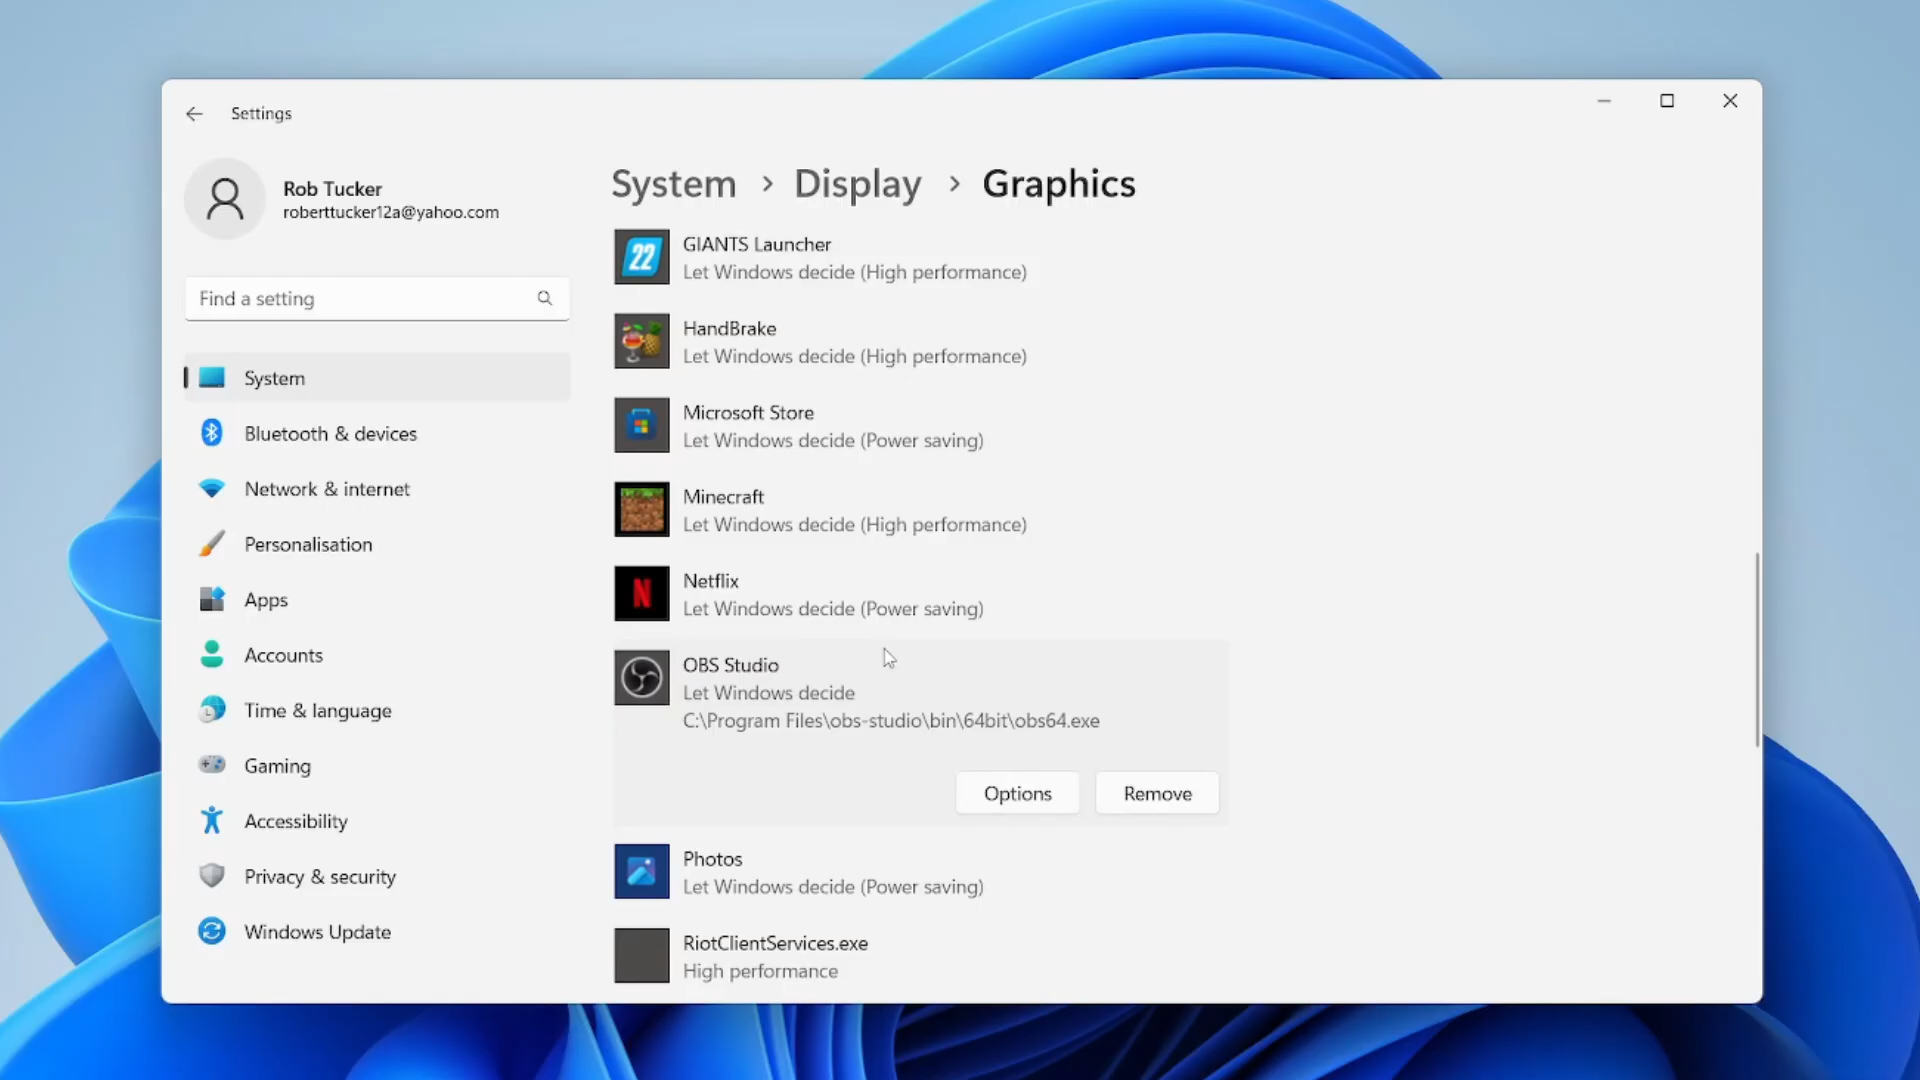 Settings
Rob Tucker
roberttucker12a@yahoo.com
Find a setting
System
Bluetooth & devices
Network & internet
Personalisation
Apps
Accounts
Time & language
Gaming
Accessibility
Privacy & security
Windows Update
System > Display > Graphics
22
GIANTS Launcher
Let Windows decide (High performance)
HandBrake
Let Windows decide (High performance)
Microsoft Store
Let Windows decide (Power saving)
Minecraft
Let Windows decide (High performance)
N
Netflix
Let Windows decide (Power saving)
OBS Studio
Let Windows decide
C:\Program Files\obs-studio\bin\64bit\obs64.exe
Options
Remove
Photos
Let Windows decide (Power saving)
RiotClientServices.exe
High performance